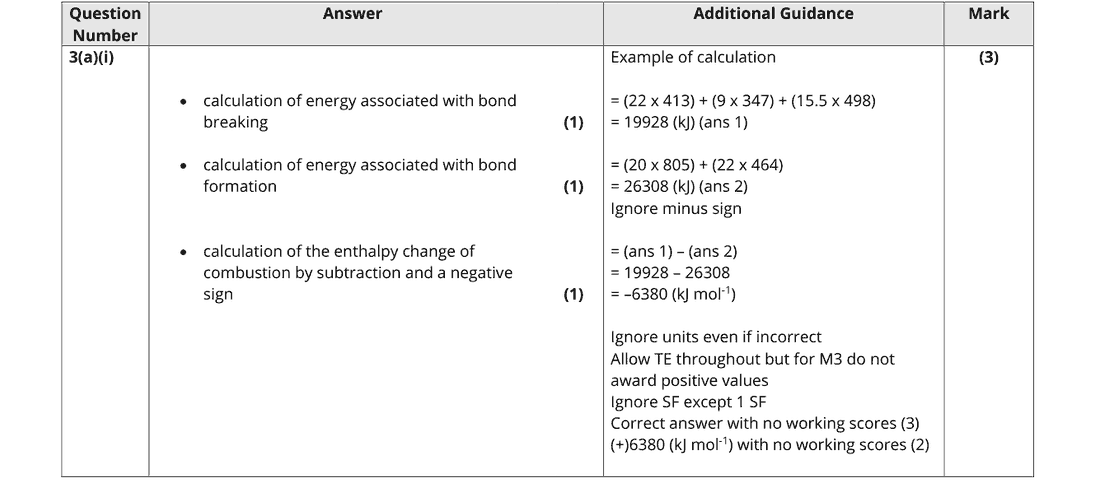 Question Number
Answer
Additional Guidance
Mark
3(a)(i)
Example of calculation
(3)
• calculation of energy associated with bond
breaking (1)
= (22 x 413) + (9 x 347) + (15.5 x 498)
= 19928 (kJ) (ans 1)
• calculation of energy associated with bond
formation (1)
= (20 x 805) + (22 x 464)
= 26308 (kJ) (ans 2)
Ignore minus sign
• calculation of the enthalpy change of
combustion by subtraction and a negative
sign (1)
= (ans 1) – (ans 2)
= 19928 – 26308
= –6380 (kJ mol⁻¹)
Ignore units even if incorrect
Allow TE throughout but for M3 do not
award positive values
Ignore SF except 1 SF
Correct answer with no working scores (3)
(+)6380 (kJ mol⁻¹) with no working scores (2)